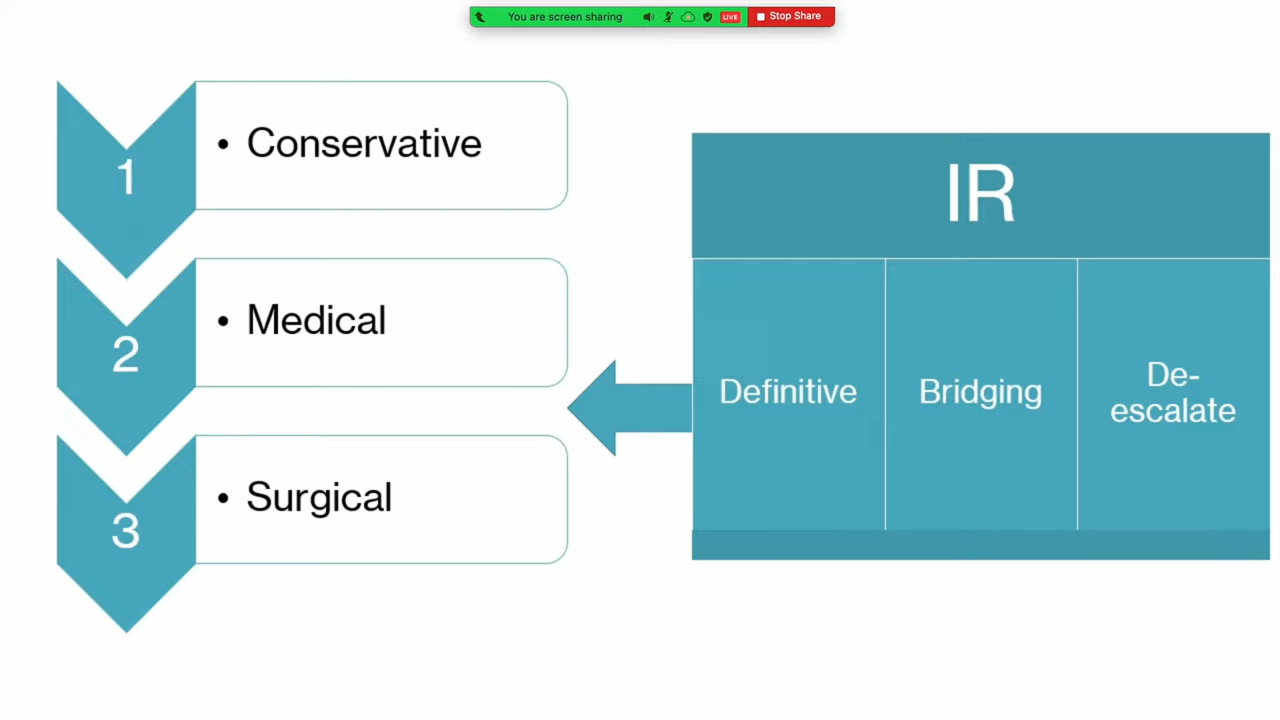 You are screen sharing
LIVE
Stop Share
1
• Conservative
2
• Medical
3
• Surgical
IR
Definitive
Bridging
De-
escalate